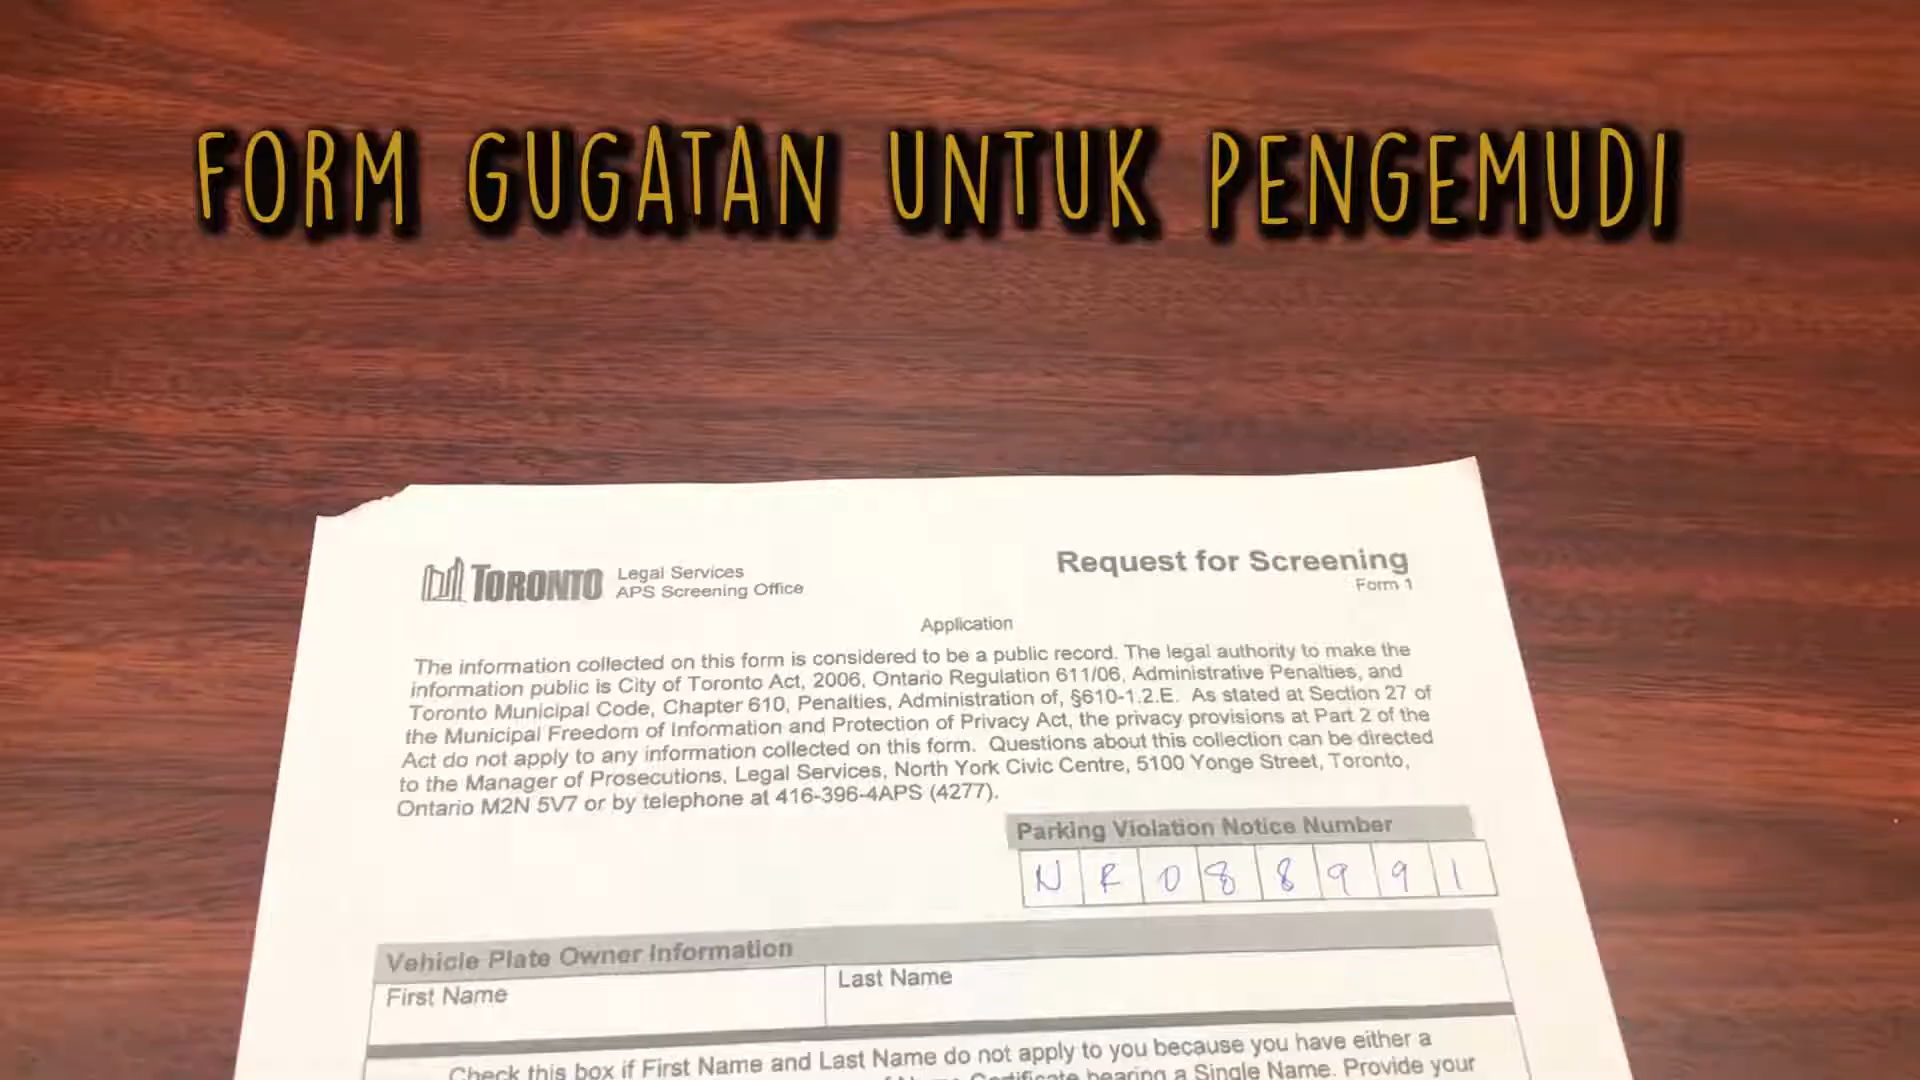 FORM GUGATAN UNTUK PENGEMUDI
TORONTO
Legal Services
APS Screening Office
Request for Screening
Form 1
Application
The information collected on this form is considered to be a public record. The legal authority to make the
information public is City of Toronto Act, 2006, Ontario Regulation 611/06, Administrative Penalties, and
Toronto Municipal Code, Chapter 610, Penalties, Administration of, §610-1.2.E. As stated at Section 27 of
the Municipal Freedom of Information and Protection of Privacy Act, the privacy provisions at Part 2 of the
Act do not apply to any information collected on this form. Questions about this collection can be directed
to the Manager of Prosecutions, Legal Services, North York Civic Centre, 5100 Yonge Street, Toronto,
Ontario M2N 5V7 or by telephone at 416-396-4APS (4277).
Parking Violation Notice Number
N R 0 8 8 9 9 1
Vehicle Plate Owner Information
First Name
Last Name
Check this box if First Name and Last Name do not apply to you because you have either a
bearing a Single Name. Provide your